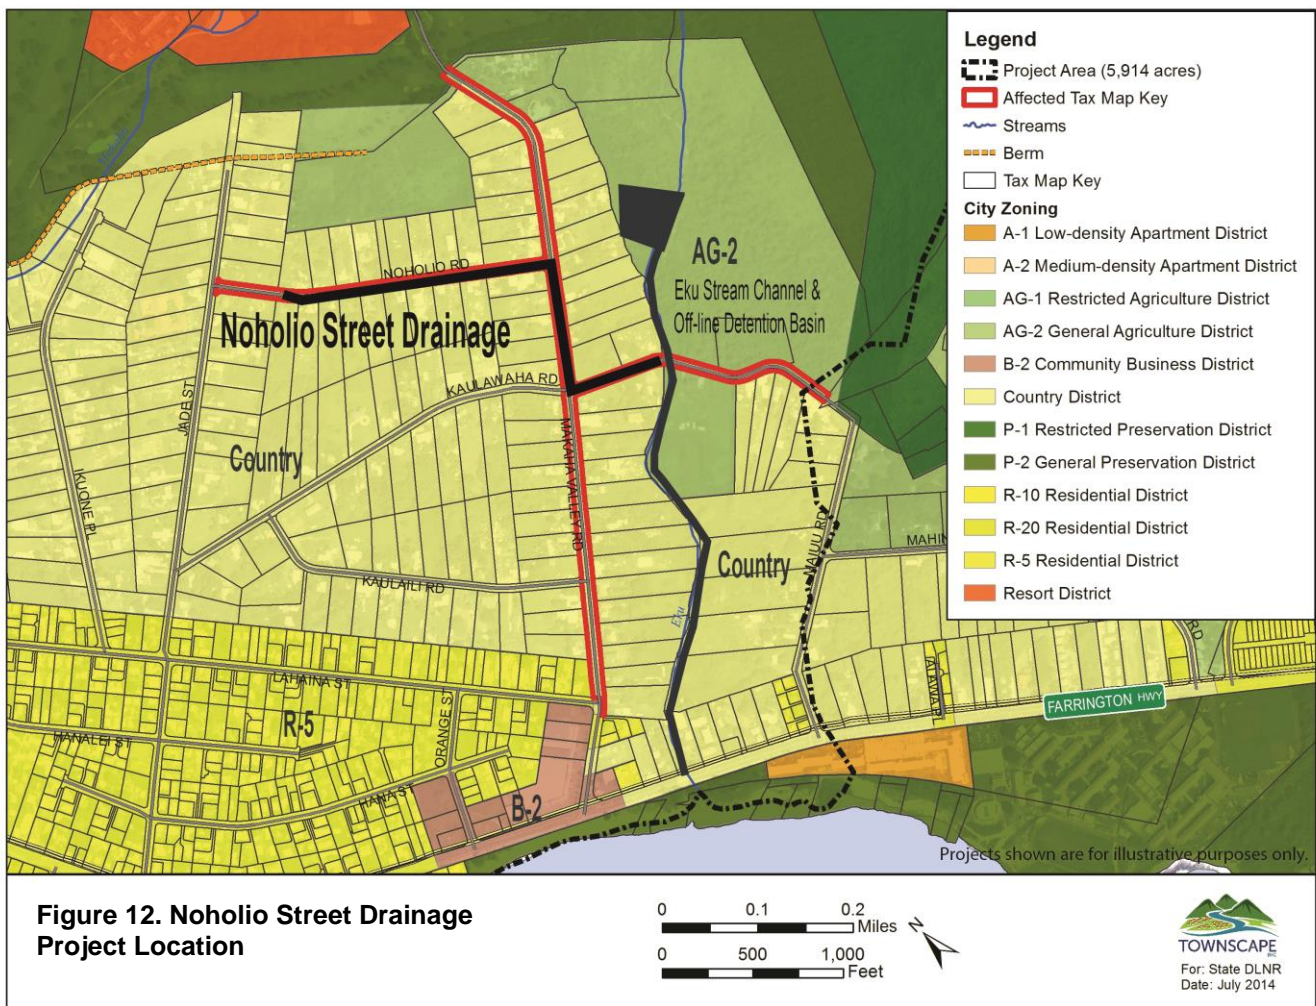 Legend
Project Area (5,914 acres)
Affected Tax Map Key
Streams
Berm
Tax Map Key
City Zoning
A-1 Low-density Apartment District
A-2 Medium-density Apartment District
AG-1 Restricted Agriculture District
AG-2 General Agriculture District
B-2 Community Business District
Country District
P-1 Restricted Preservation District
P-2 General Preservation District
R-10 Residential District
R-20 Residential District
R-5 Residential District
Resort District
AG-2
Eku Stream Channel &
Off-line Detention Basin
NOHOLIO RD
Noholio Street Drainage
KAULAWAHA RD
JADE ST
Country
IKUONE PL
MAKAHA VALLEY RD
KAULAILI RD
Country
MAIUU RD
MAHIN
Eku
RD
ALAWA PL
FARRINGTON HWY
LAHAINA ST
ORANGE ST
R-5
HANALEI ST
HANA ST
B-2
Projects shown are for illustrative purposes only.
Figure 12. Noholio Street Drainage
Project Location
0 0.1 0.2
Miles
0 500 1,000
Feet
N
TOWNSCAPE
INC
For: State DLNR
Date: July 2014